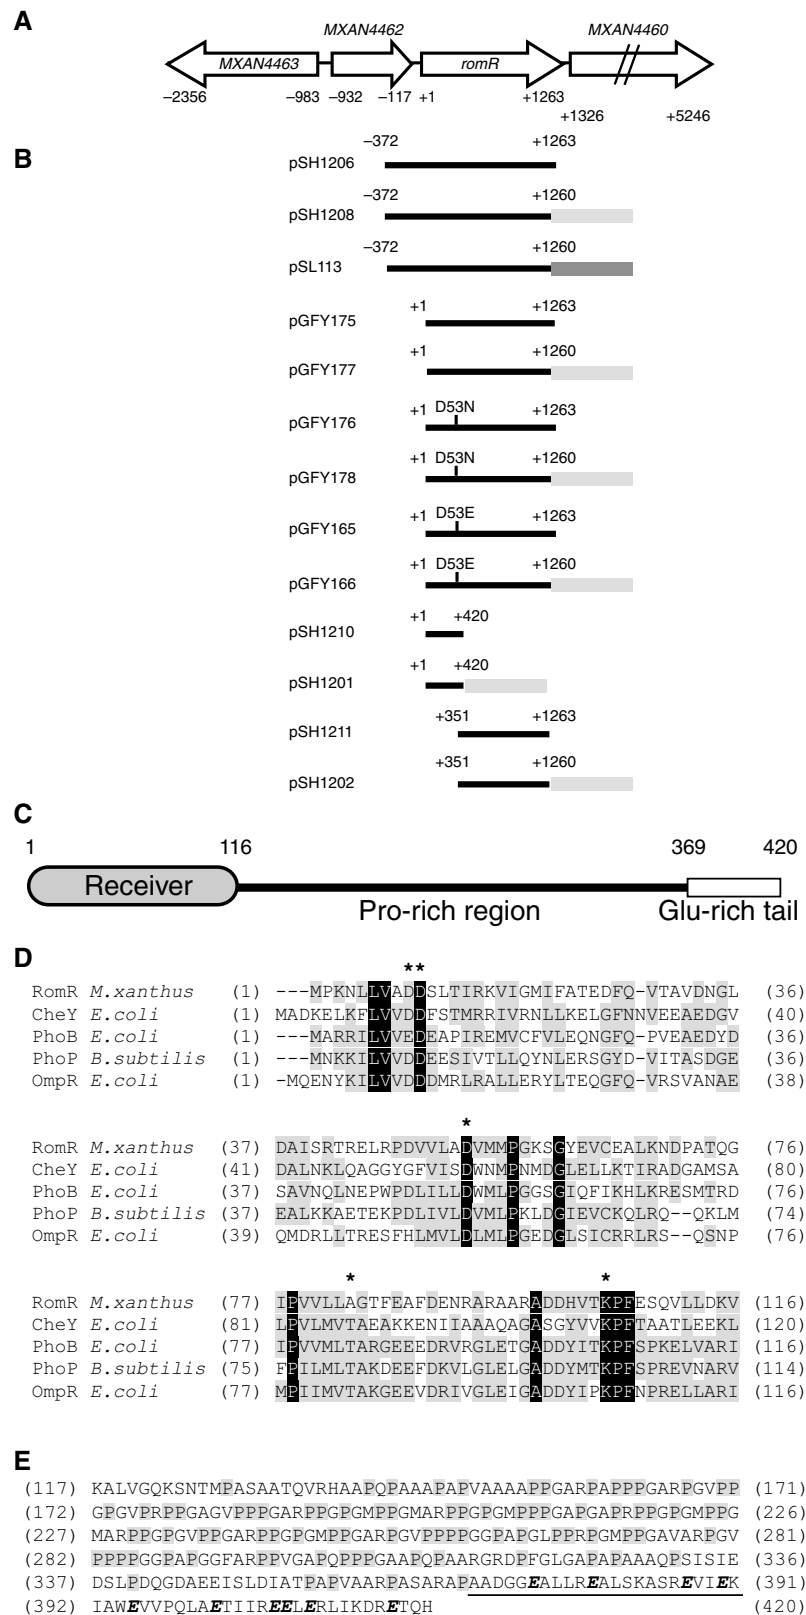 A
MXAN4462
MXAN4460
MXAN4463
romR
–2356
–983
–932
–117
+1
+1263
+1326
+5246
B
–372
+1263
pSH1206
–372
+1260
pSH1208
–372
+1260
pSL113
+1
+1263
pGFY175
+1
+1260
pGFY177
+1
D53N
+1263
pGFY176
+1
D53N
+1260
pGFY178
+1
D53E
+1263
pGFY165
+1
D53E
+1260
pGFY166
+1
+420
pSH1210
+1
+420
pSH1201
+351
+1263
pSH1211
+351
+1260
pSH1202
C
1
116
369
420
Receiver
Pro-rich region
Glu-rich tail
D
**
RomR M.xanthus (1) ---MPKNLLVADDSLTIRKVIGMIFATEDFQ-VTAVDNGL (36)
CheY E.coli (1) MADKELKFLVVDDFSTMRRIVRNLLKELGFNNVEEAEDGV (40)
PhoB E.coli (1) ---MARRILVVEDEAPIREMVCFVLEQNGFQ-PVEAEDYD (36)
PhoP B.subtilis (1) ---MNKKILVVDDEESIVTLLQYNLERSGYD-VITASDGE (36)
OmpR E.coli (1) -MQENYKILVVDDDMRLRALLERYLTEQGFQ-VRSVANAE (38)
*
RomR M.xanthus (37) DAISRTRELRPDVVLADVMMPGKSGYEVCEALKNDPATQG (76)
CheY E.coli (41) DALNKLQAGGYGFVISDWNMPNMDGLELLKTIRADGAMSA (80)
PhoB E.coli (37) SAVNQLNEPWPDLILLDWMLPGGSGIQFIKHLKRESMTRD (76)
PhoP B.subtilis (37) EALKKAETEKPDLIVLDVMLPKLDGIEVCKQLRQ--QKLM (74)
OmpR E.coli (39) QMDRLLTRESFHLMVLDLMLPGEDGLSICRRLRS--QSNP (76)
* *
RomR M.xanthus (77) IPVVLLAGTFEAFDENRARAARADDHVTKPFESQVLLDKV (116)
CheY E.coli (81) LPVLMVTAEAKKENIIAAAQAGASGYVVKPFTAATLEEKL (120)
PhoB E.coli (77) IPVVMLTARGEEEDRVRGLETGADDYITKPFSPKELVARI (116)
PhoP B.subtilis (75) FPILMLTAKDEEFDKVLGLELGADDYMTKPFSPREVNARV (114)
OmpR E.coli (77) MPIIMVTAKGEEVDRIVGLEIGADDYIPKPFNPRELLARI (116)
E
(117) KALVGQKSNTMPASAATQVRHAAPQPAAAPAPVAAAAPPGARPAPPPGARPGVPP (171)
(172) GPGVPRPPGAGVPPPGARPPGPGMPPGMARPPGPGMPPPGAPGAPRPPGPGMPPG (226)
(227) MARPPGPGVPPGARPPGPGMPPGARPGVPPPPGGPAPGLPPRPGMPPGAVARPGV (281)
(282) PPPPGGPAPGGFARPPVGAPQPPPGAAPQPAARGRDPFGLGAPAPAAAQPSISIE (336)
(337) DSLPDQGDAEEISLDIATPAPVAARPASARAPAADGGEALLREALSKASREVIEK (391)
(392) IAWEVVPQLAETIIREELERLIKDRETQH (420)